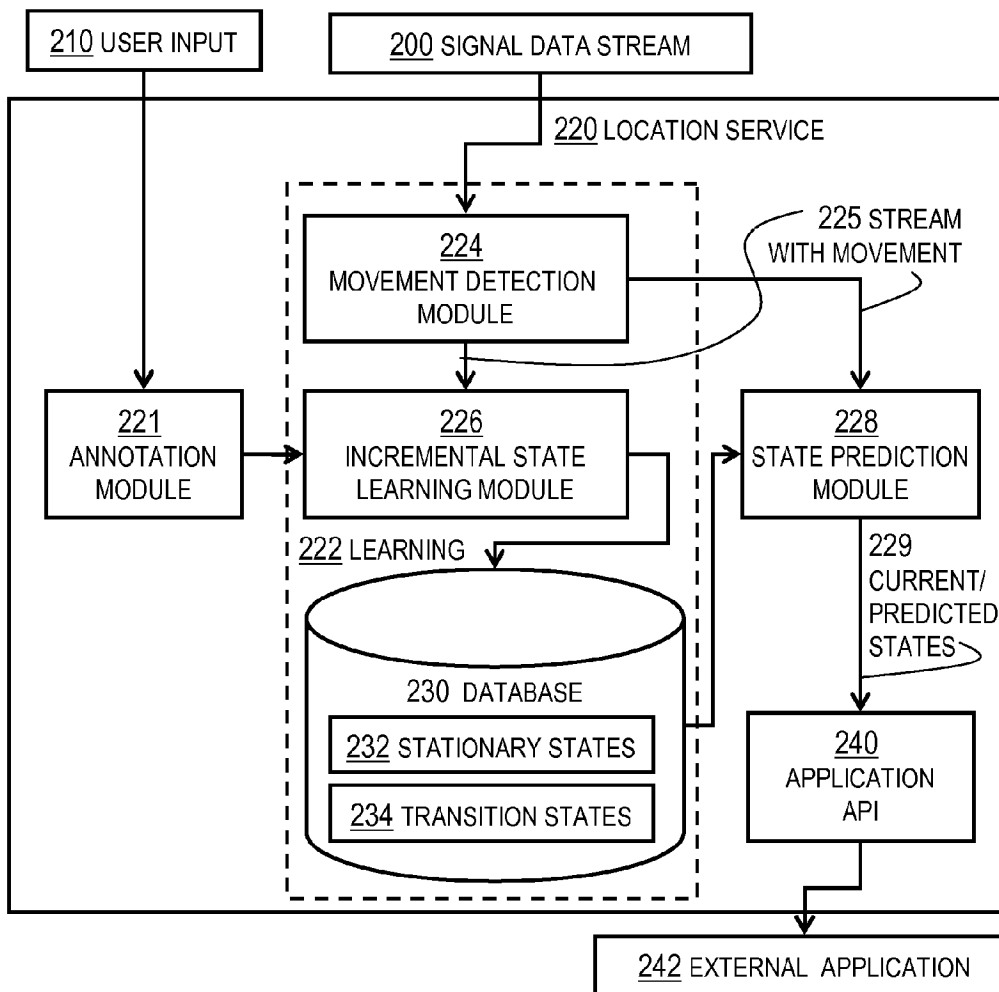 210 USER INPUT
200 SIGNAL DATA STREAM
220 LOCATION SERVICE
224
MOVEMENT DETECTION
MODULE
225 STREAM
WITH MOVEMENT
221
ANNOTATION
MODULE
226
INCREMENTAL STATE
LEARNING MODULE
228
STATE PREDICTION
MODULE
222 LEARNING
229
CURRENT/
PREDICTED
STATES
230 DATABASE
232 STATIONARY STATES
234 TRANSITION STATES
240
APPLICATION
API
242 EXTERNAL APPLICATION